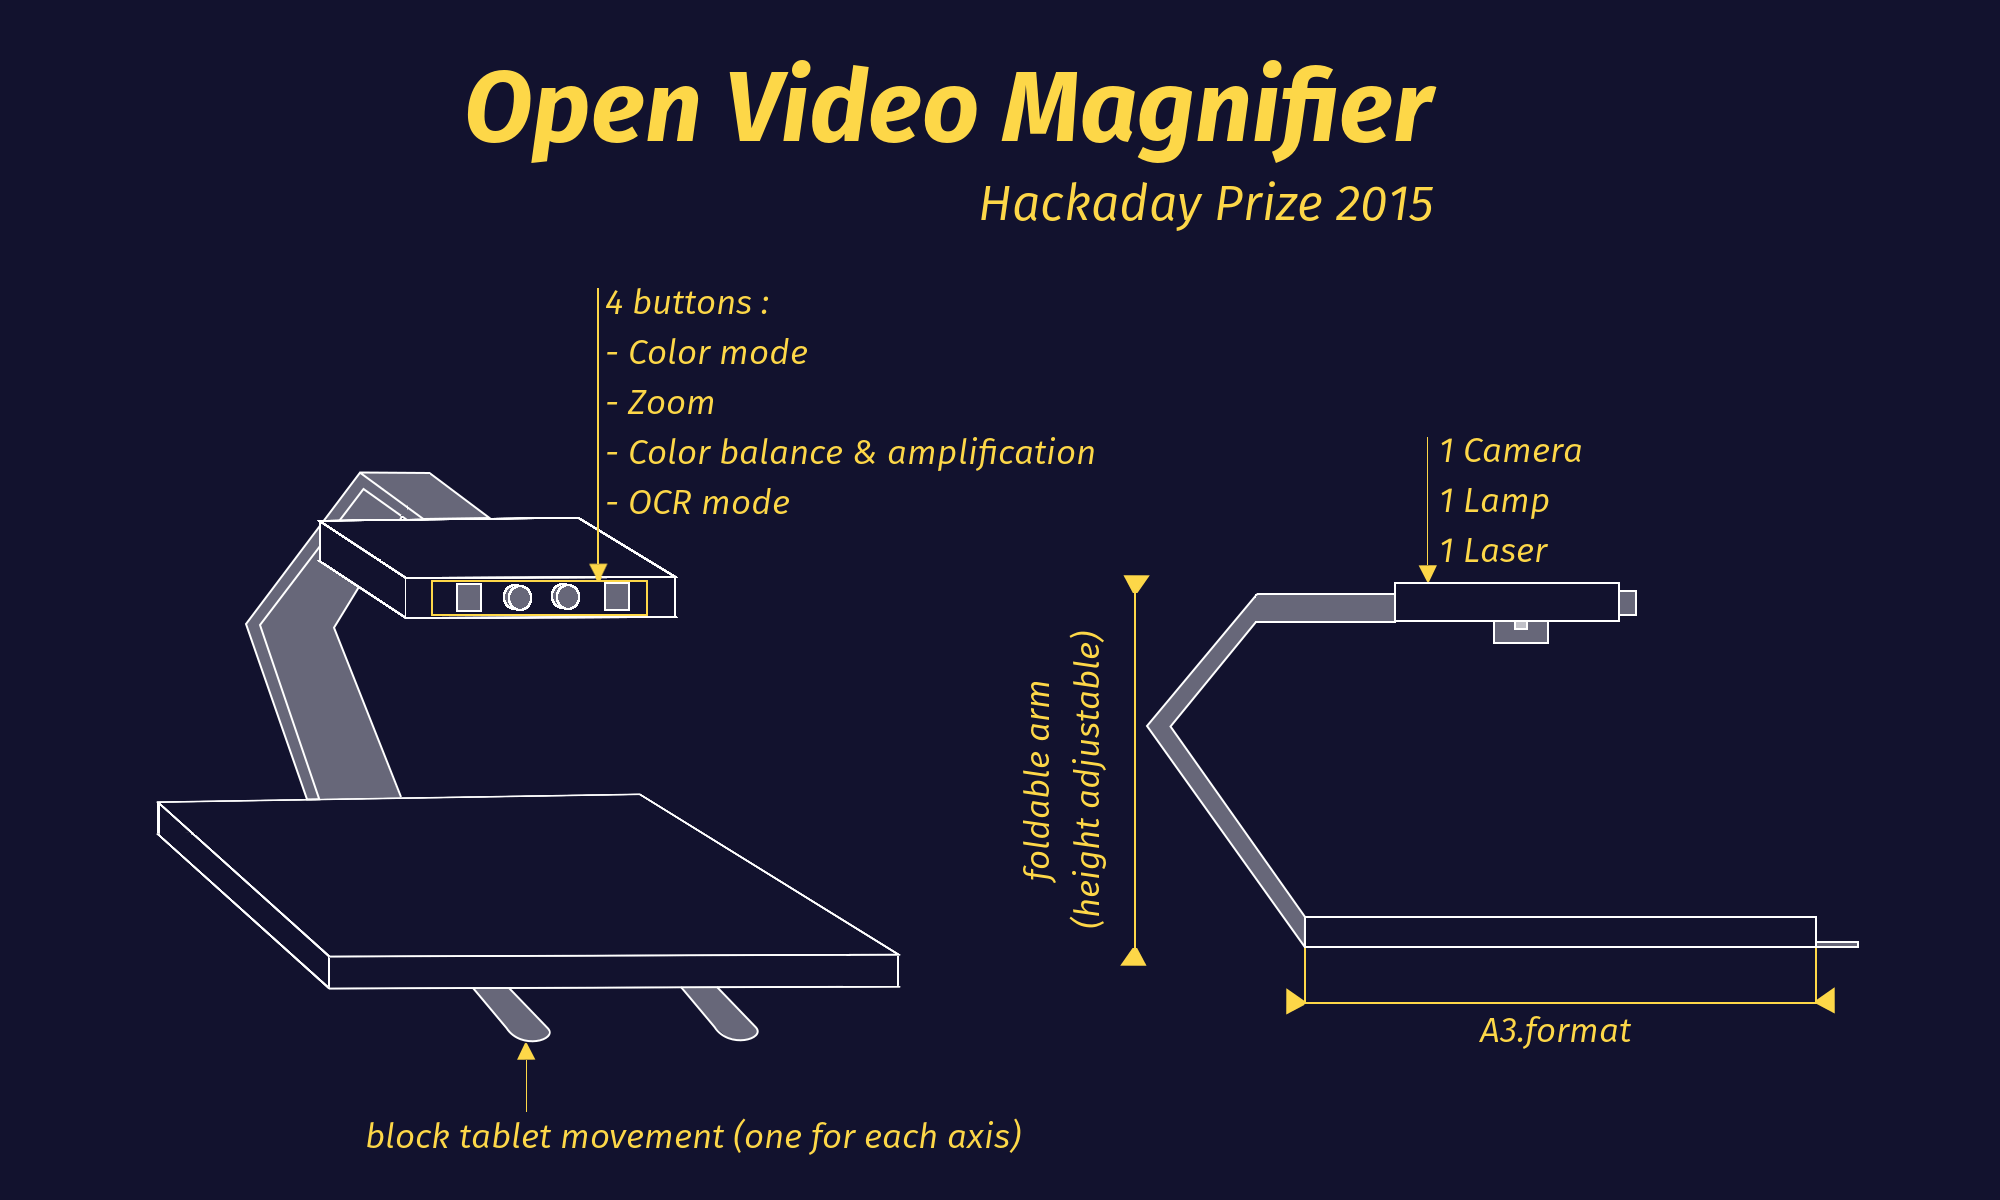 Open Video Magnifier
Hackaday Prize 2015
4 buttons :
- Color mode
- Zoom
- Color balance & amplification
- OCR mode
1 Camera
1 Lamp
1 Laser
foldable arm
(height adjustable)
A3.format
block tablet movement (one for each axis)